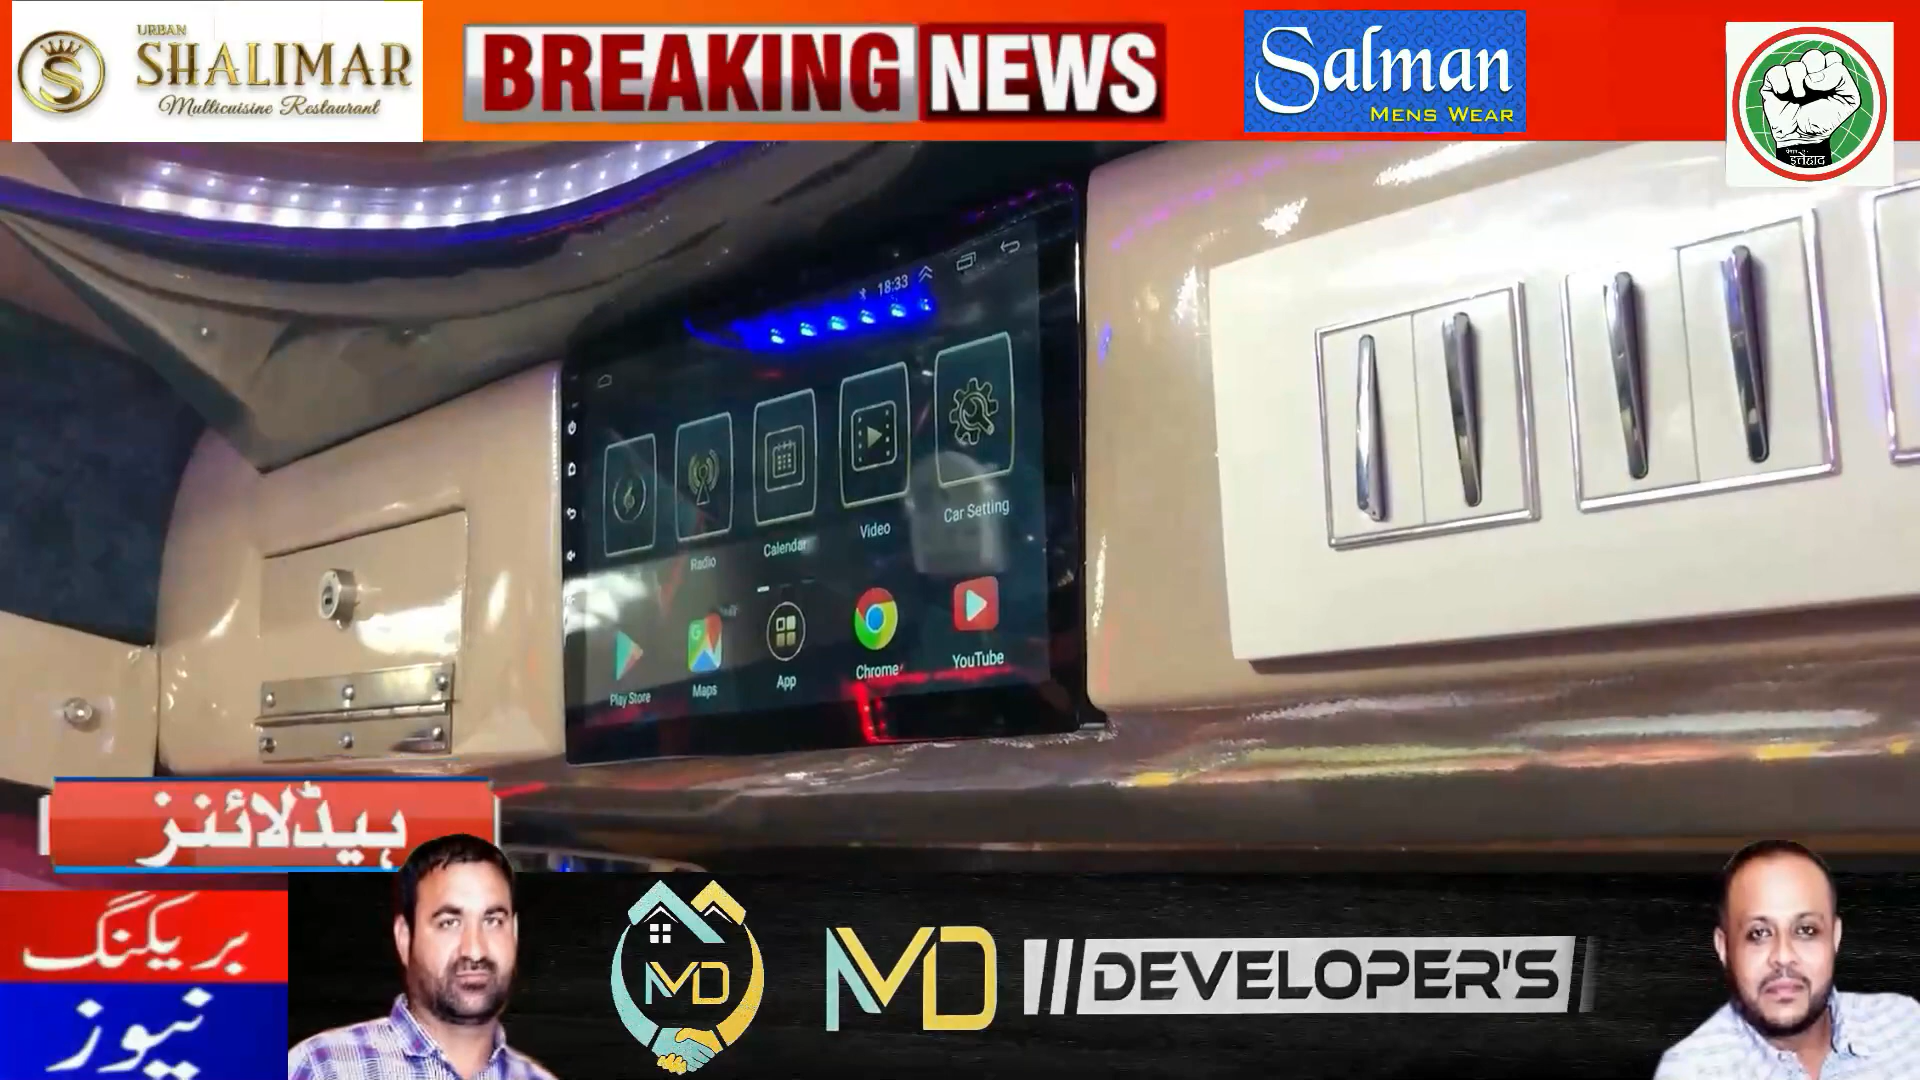 URBAN
SHALIMAR
Multicuisine Restaurant
BREAKING NEWS
Salman
MENS WEAR
इत्तेहाद
18:33
Radio
Calendar
Video
Car Setting
Play Store
Maps
App
Chrome
YouTube
ہیڈلائنز
بریکنگ
نیوز
MD
MD
DEVELOPER'S